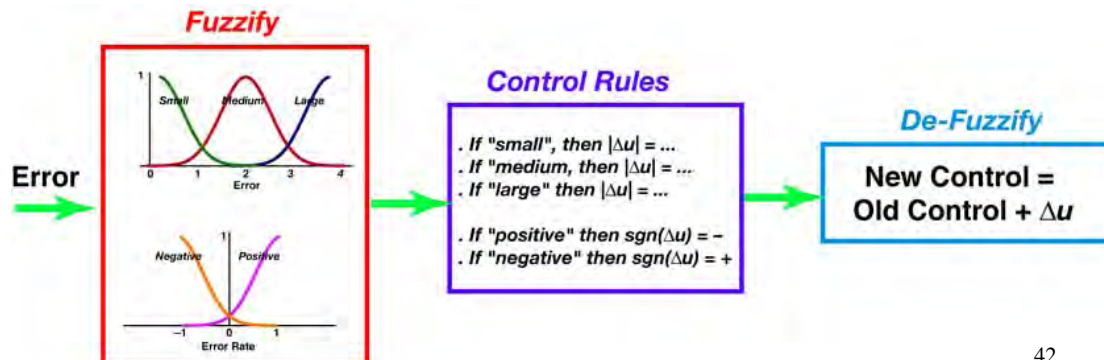 Fuzzify
1
Small
Medium
Large
0 1 2 3 4
Error
1
Negative
Positive
−1 0 1
Error Rate
Error
Control Rules
. If "small", then |Δu| = ...
. If "medium, then |Δu| = ...
. If "large" then |Δu| = ...
. If "positive" then sgn(Δu) = −
. If "negative" then sgn(Δu) = +
De-Fuzzify
New Control =
Old Control + Δu
42